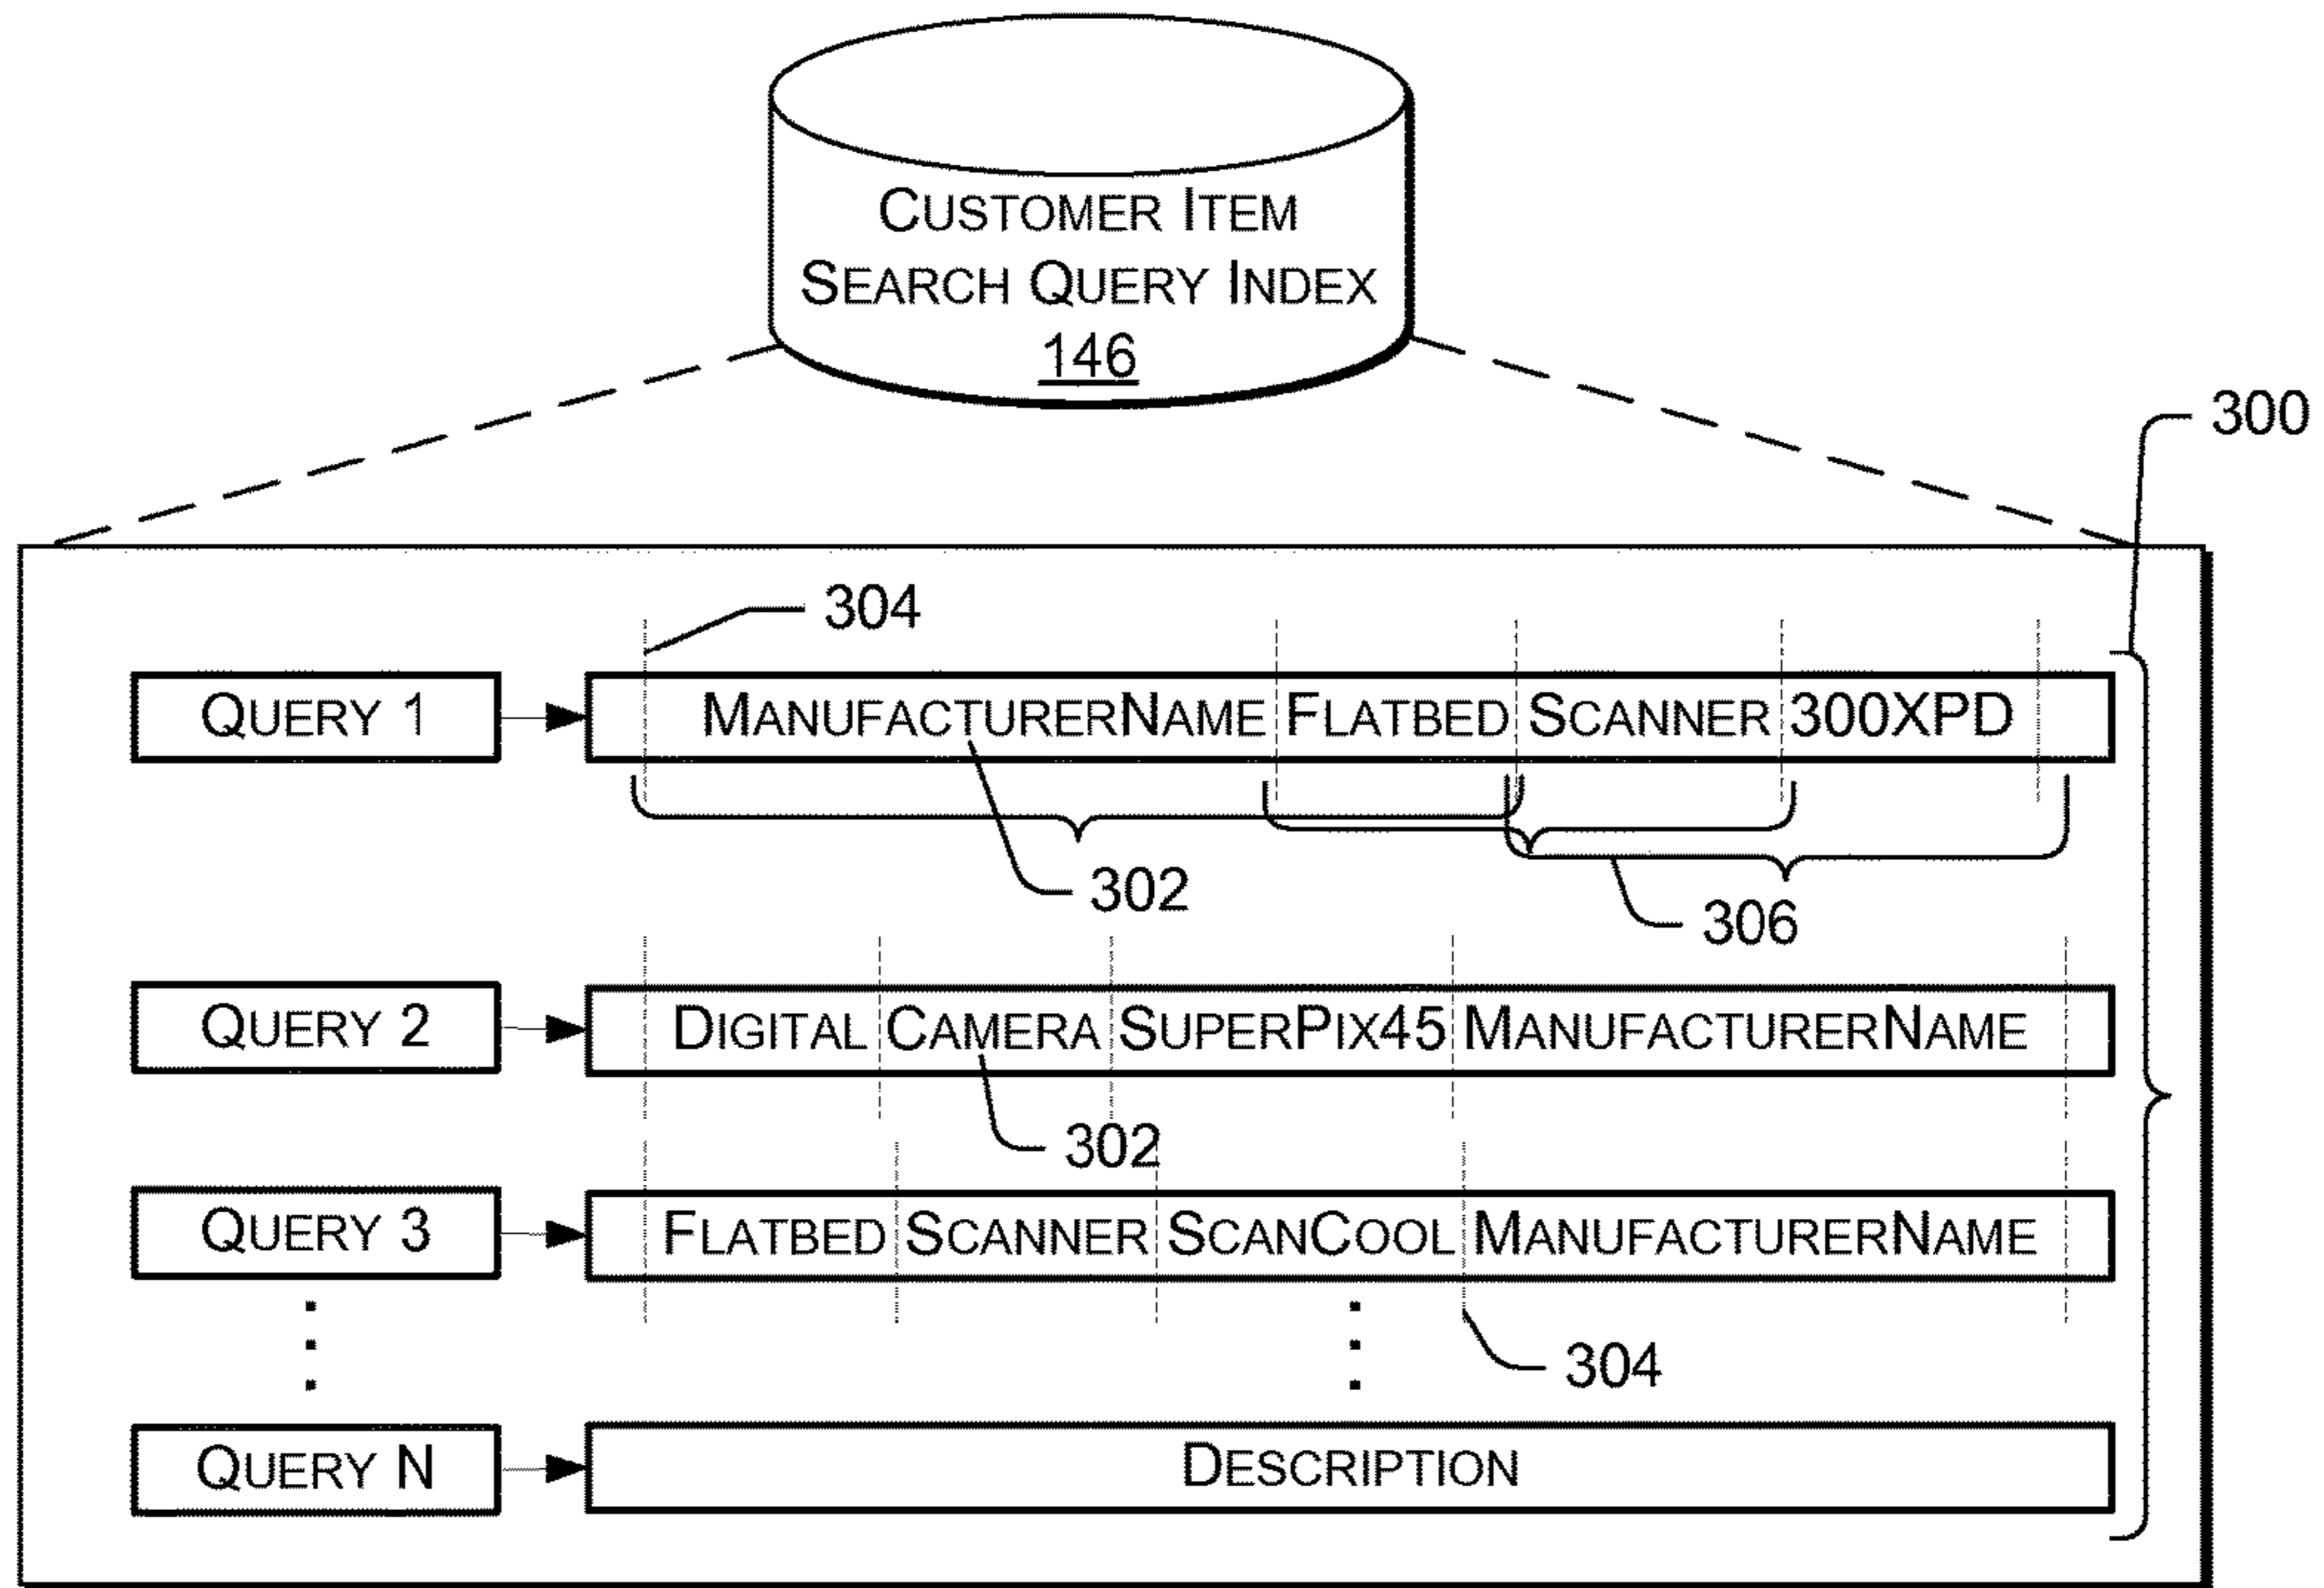 CUSTOMER ITEM
SEARCH QUERY INDEX
146
300
304
QUERY 1
MANUFACTURERNAME FLATBED SCANNER 300XPD
302
306
QUERY 2
DIGITAL CAMERA SUPERPIX45 MANUFACTURERNAME
302
QUERY 3
FLATBED SCANNER SCANCOOL MANUFACTURERNAME
304
QUERY N
DESCRIPTION